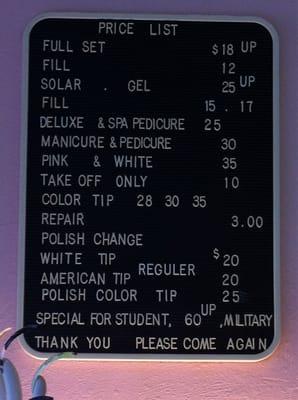 PRICE LIST
FULL SET $18 UP
FILL 12
SOLAR . GEL 25 UP
FILL 15 . 17
DELUXE & SPA PEDICURE 25
MANICURE & PEDICURE 30
PINK & WHITE 35
TAKE OFF ONLY 10
COLOR TIP 28 30 35
REPAIR 3.00
POLISH CHANGE
WHITE TIP REGULER $20
AMERICAN TIP 20
POLISH COLOR TIP 25
SPECIAL FOR STUDENT, 60 UP ,MILITARY
THANK YOU PLEASE COME AGAIN